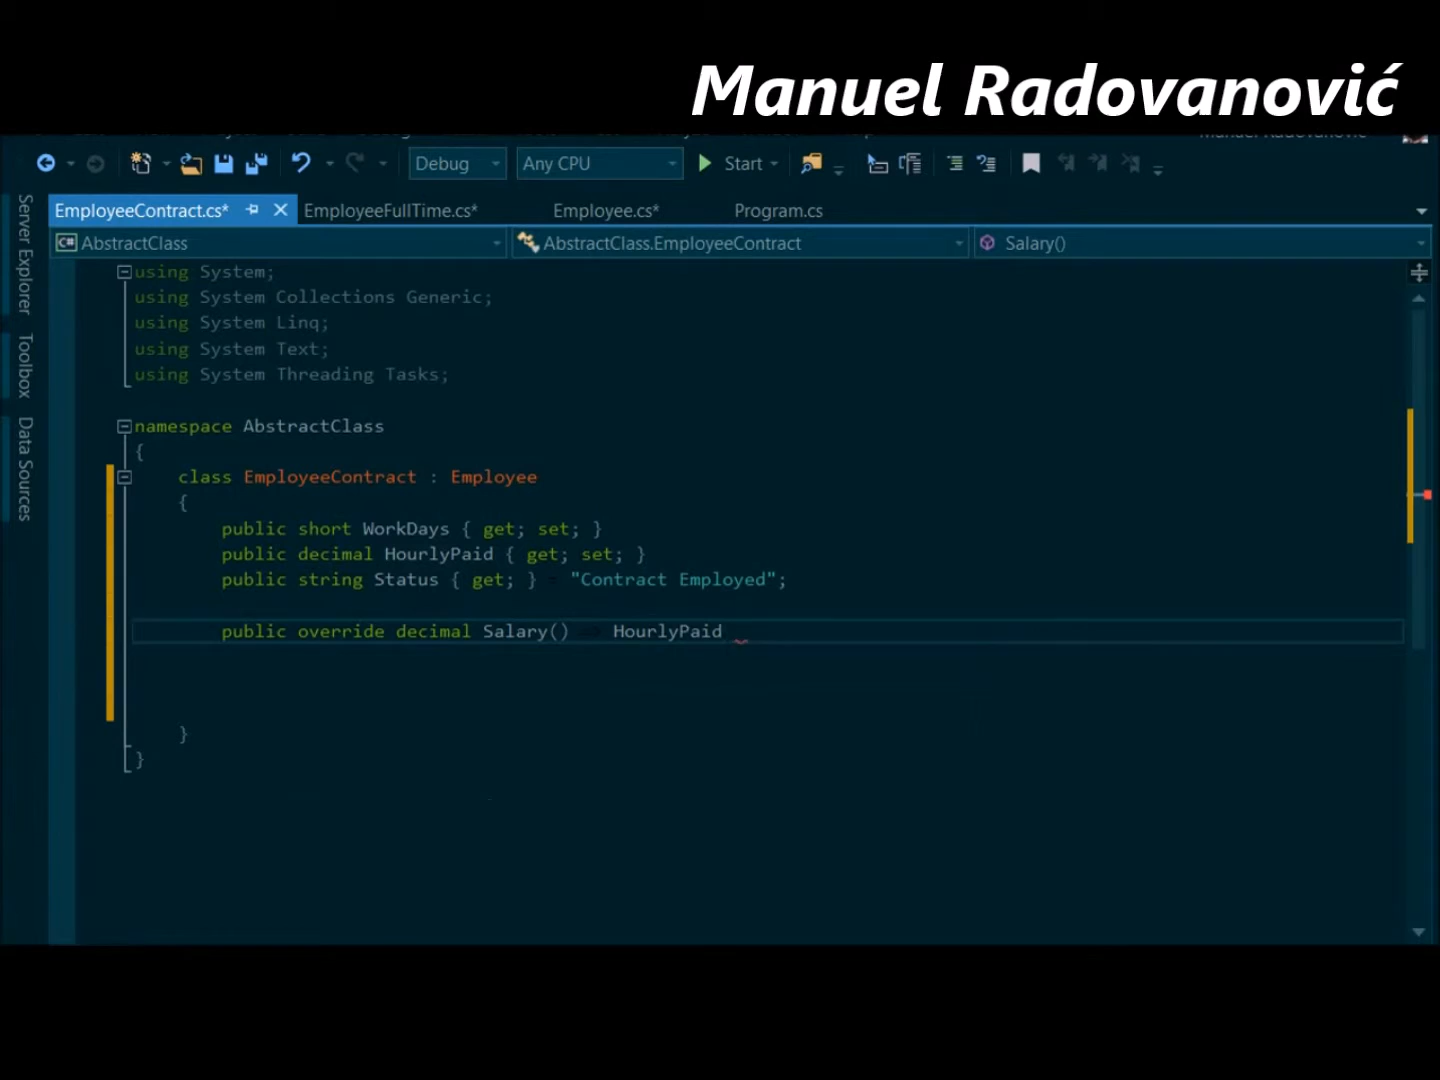 Manuel Radovanović
Debug Any CPU Start
EmployeeContract.cs* EmployeeFullTime.cs* Employee.cs* Program.cs
C# AbstractClass AbstractClass.EmployeeContract Salary()
Server Explorer
Toolbox
Data Sources
using System;
using System Collections Generic;
using System Linq;
using System Text;
using System Threading Tasks;
namespace AbstractClass
{
class EmployeeContract : Employee
{
public short WorkDays { get; set; }
public decimal HourlyPaid { get; set; }
public string Status { get; } = "Contract Employed";
public override decimal Salary() => HourlyPaid
}
}